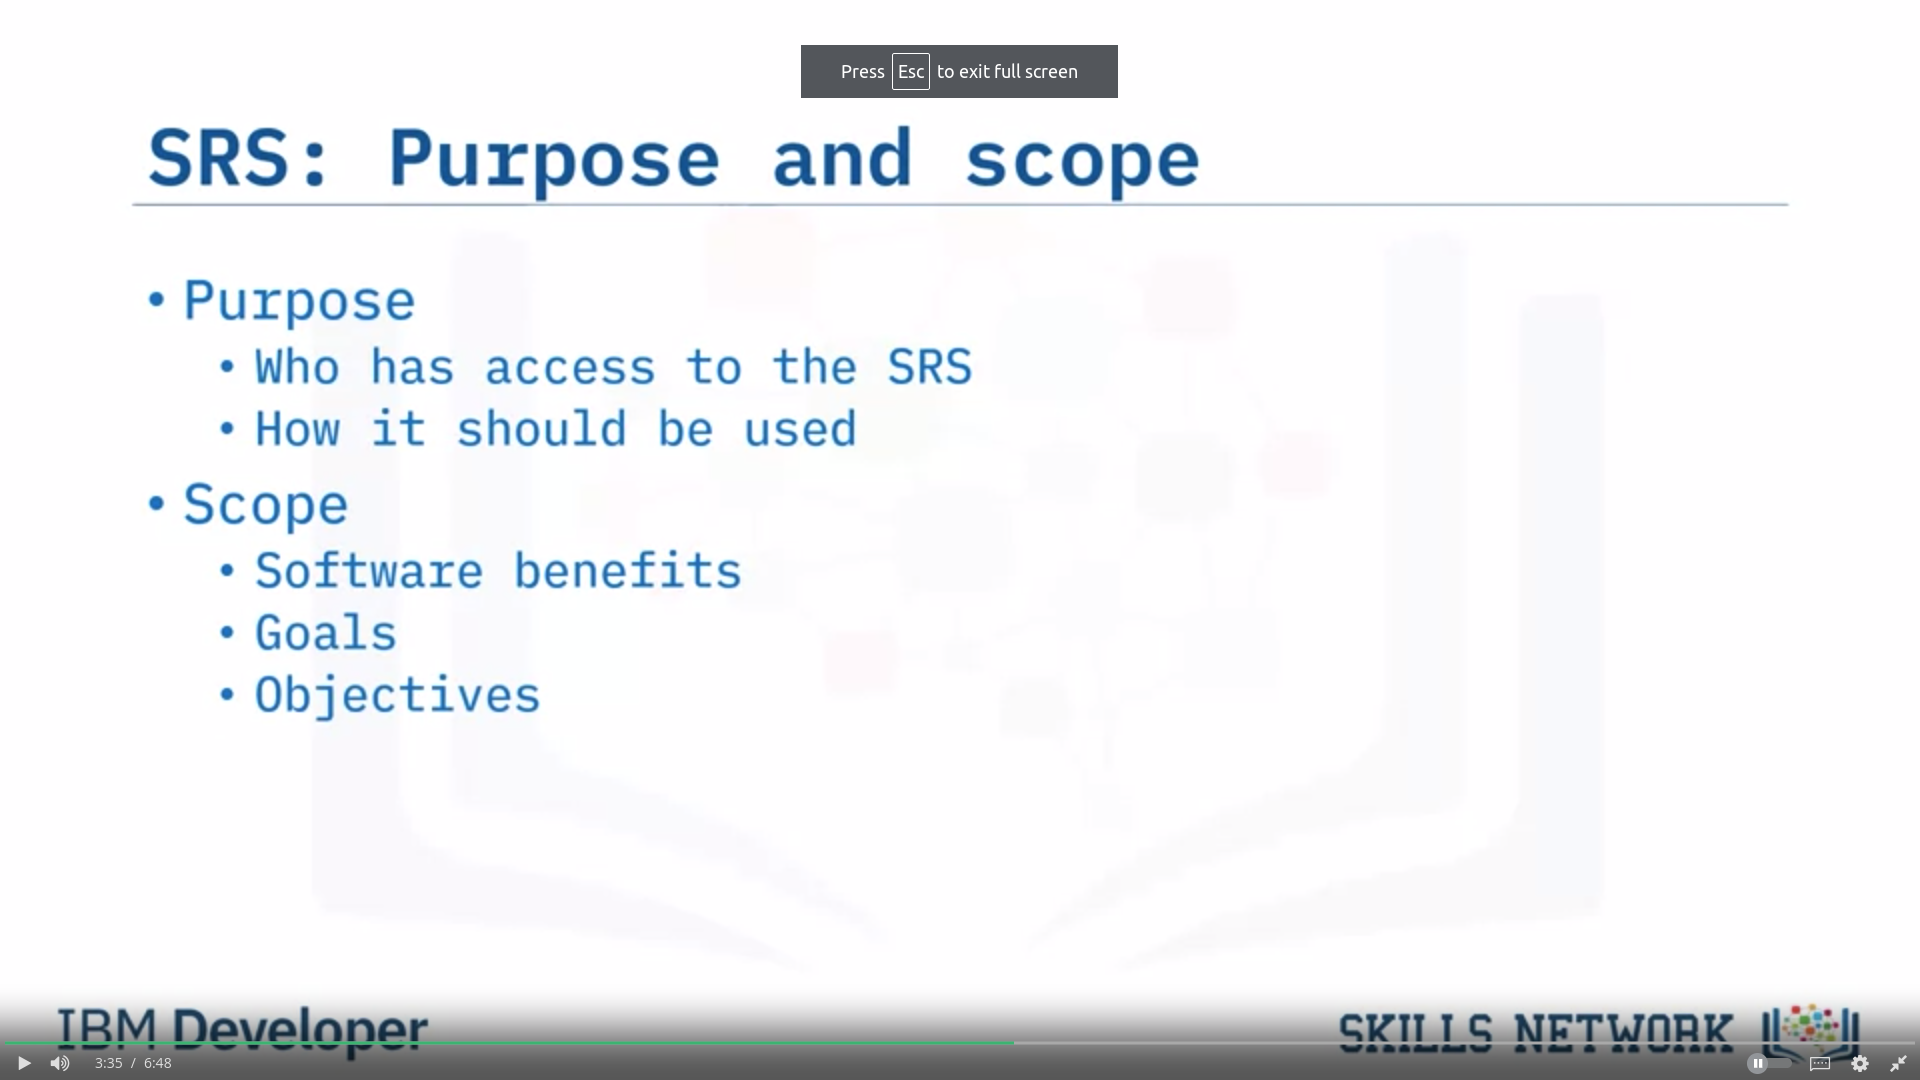 Press Esc to exit full screen
SRS: Purpose and scope
• Purpose
• Who has access to the SRS
• How it should be used
• Scope
• Software benefits
• Goals
• Objectives
IBM Developer
SKILLS NETWORK
3:35 / 6:48